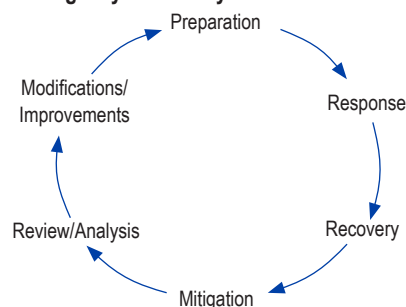 Preparation
Response
Recovery
Mitigation
Review/Analysis
Modifications/
Improvements